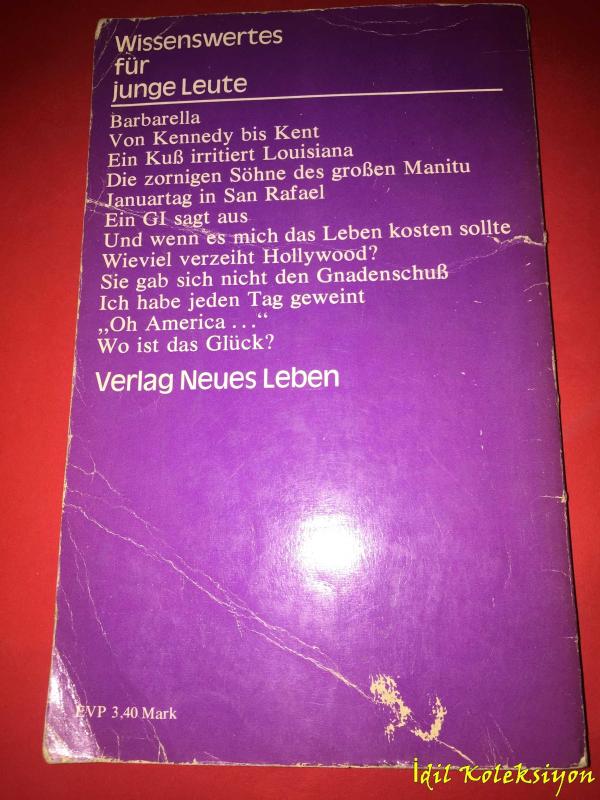 Wissenswertes
für
junge Leute
Barbarella
Von Kennedy bis Kent
Ein Kuß irritiert Louisiana
Die zornigen Söhne des großen Manitu
Januartag in San Rafael
Ein GI sagt aus
Und wenn es mich das Leben kosten sollte
Wieviel verzeiht Hollywood?
Sie gab sich nicht den Gnadenschuß
Ich habe jeden Tag geweint
„Oh America ...“
Wo ist das Glück?
Verlag Neues Leben
EVP 3,40 Mark
İdil Koleksiyon